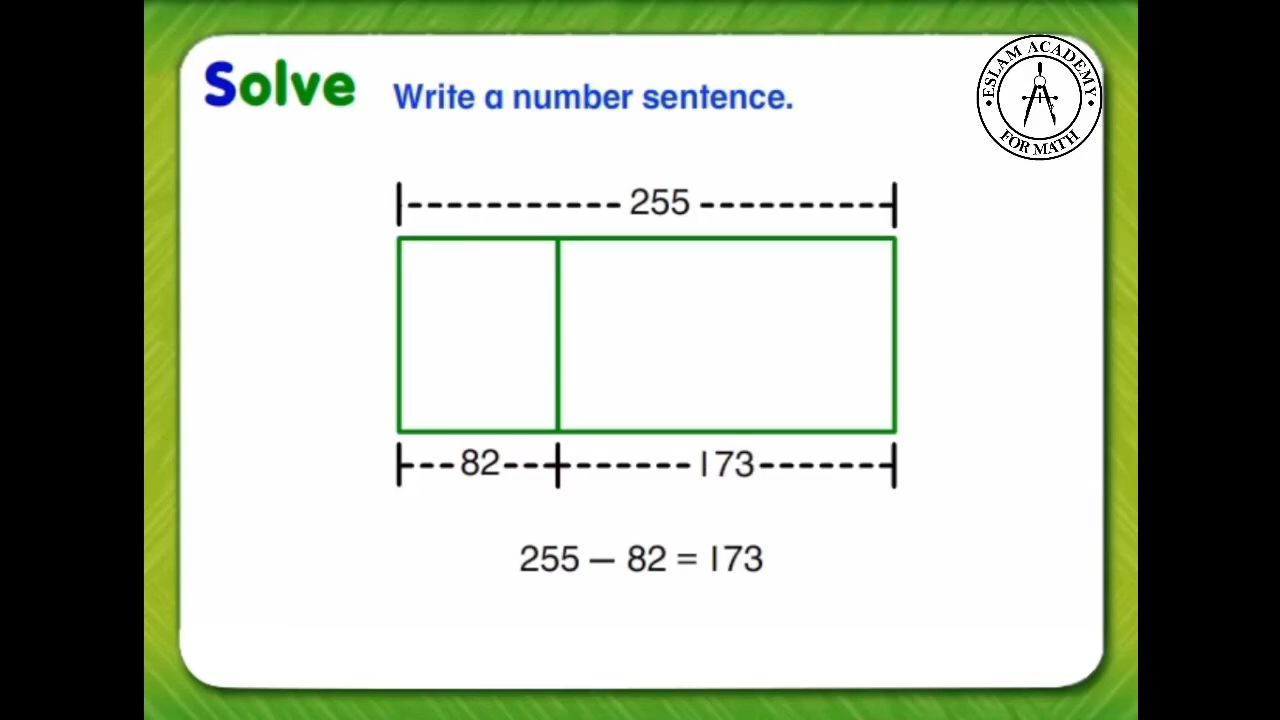 Solve
Write a number sentence.
ESLAM ACADEMY
FOR MATH
255
82
173
255 – 82 = 173